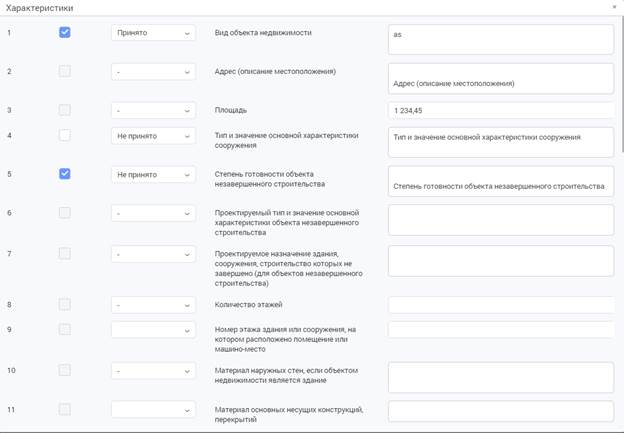 Характеристики ×
1 Принято Вид объекта недвижимости as
2 - Адрес (описание местоположения) Адрес (описание местоположения)
3 - Площадь 1 234,45
4 Не принято Тип и значение основной характеристики Тип и значение основной характеристики сооружения
сооружения
5 Не принято Степень готовности объекта
незавершенного строительства Степень готовности объекта незавершенного строительства
6 - Проектируемый тип и значение основной
характеристики объекта незавершенного
строительства
7 - Проектируемое назначение здания,
сооружения, строительство которых не
завершено (для объектов незавершенного
строительства)
8 - Количество этажей
9 Номер этажа здания или сооружения, на
котором расположено помещение или
машино-место
10 - Материал наружных стен, если объектом
недвижимости является здание
11 Материал основных несущих конструкций,
перекрытий